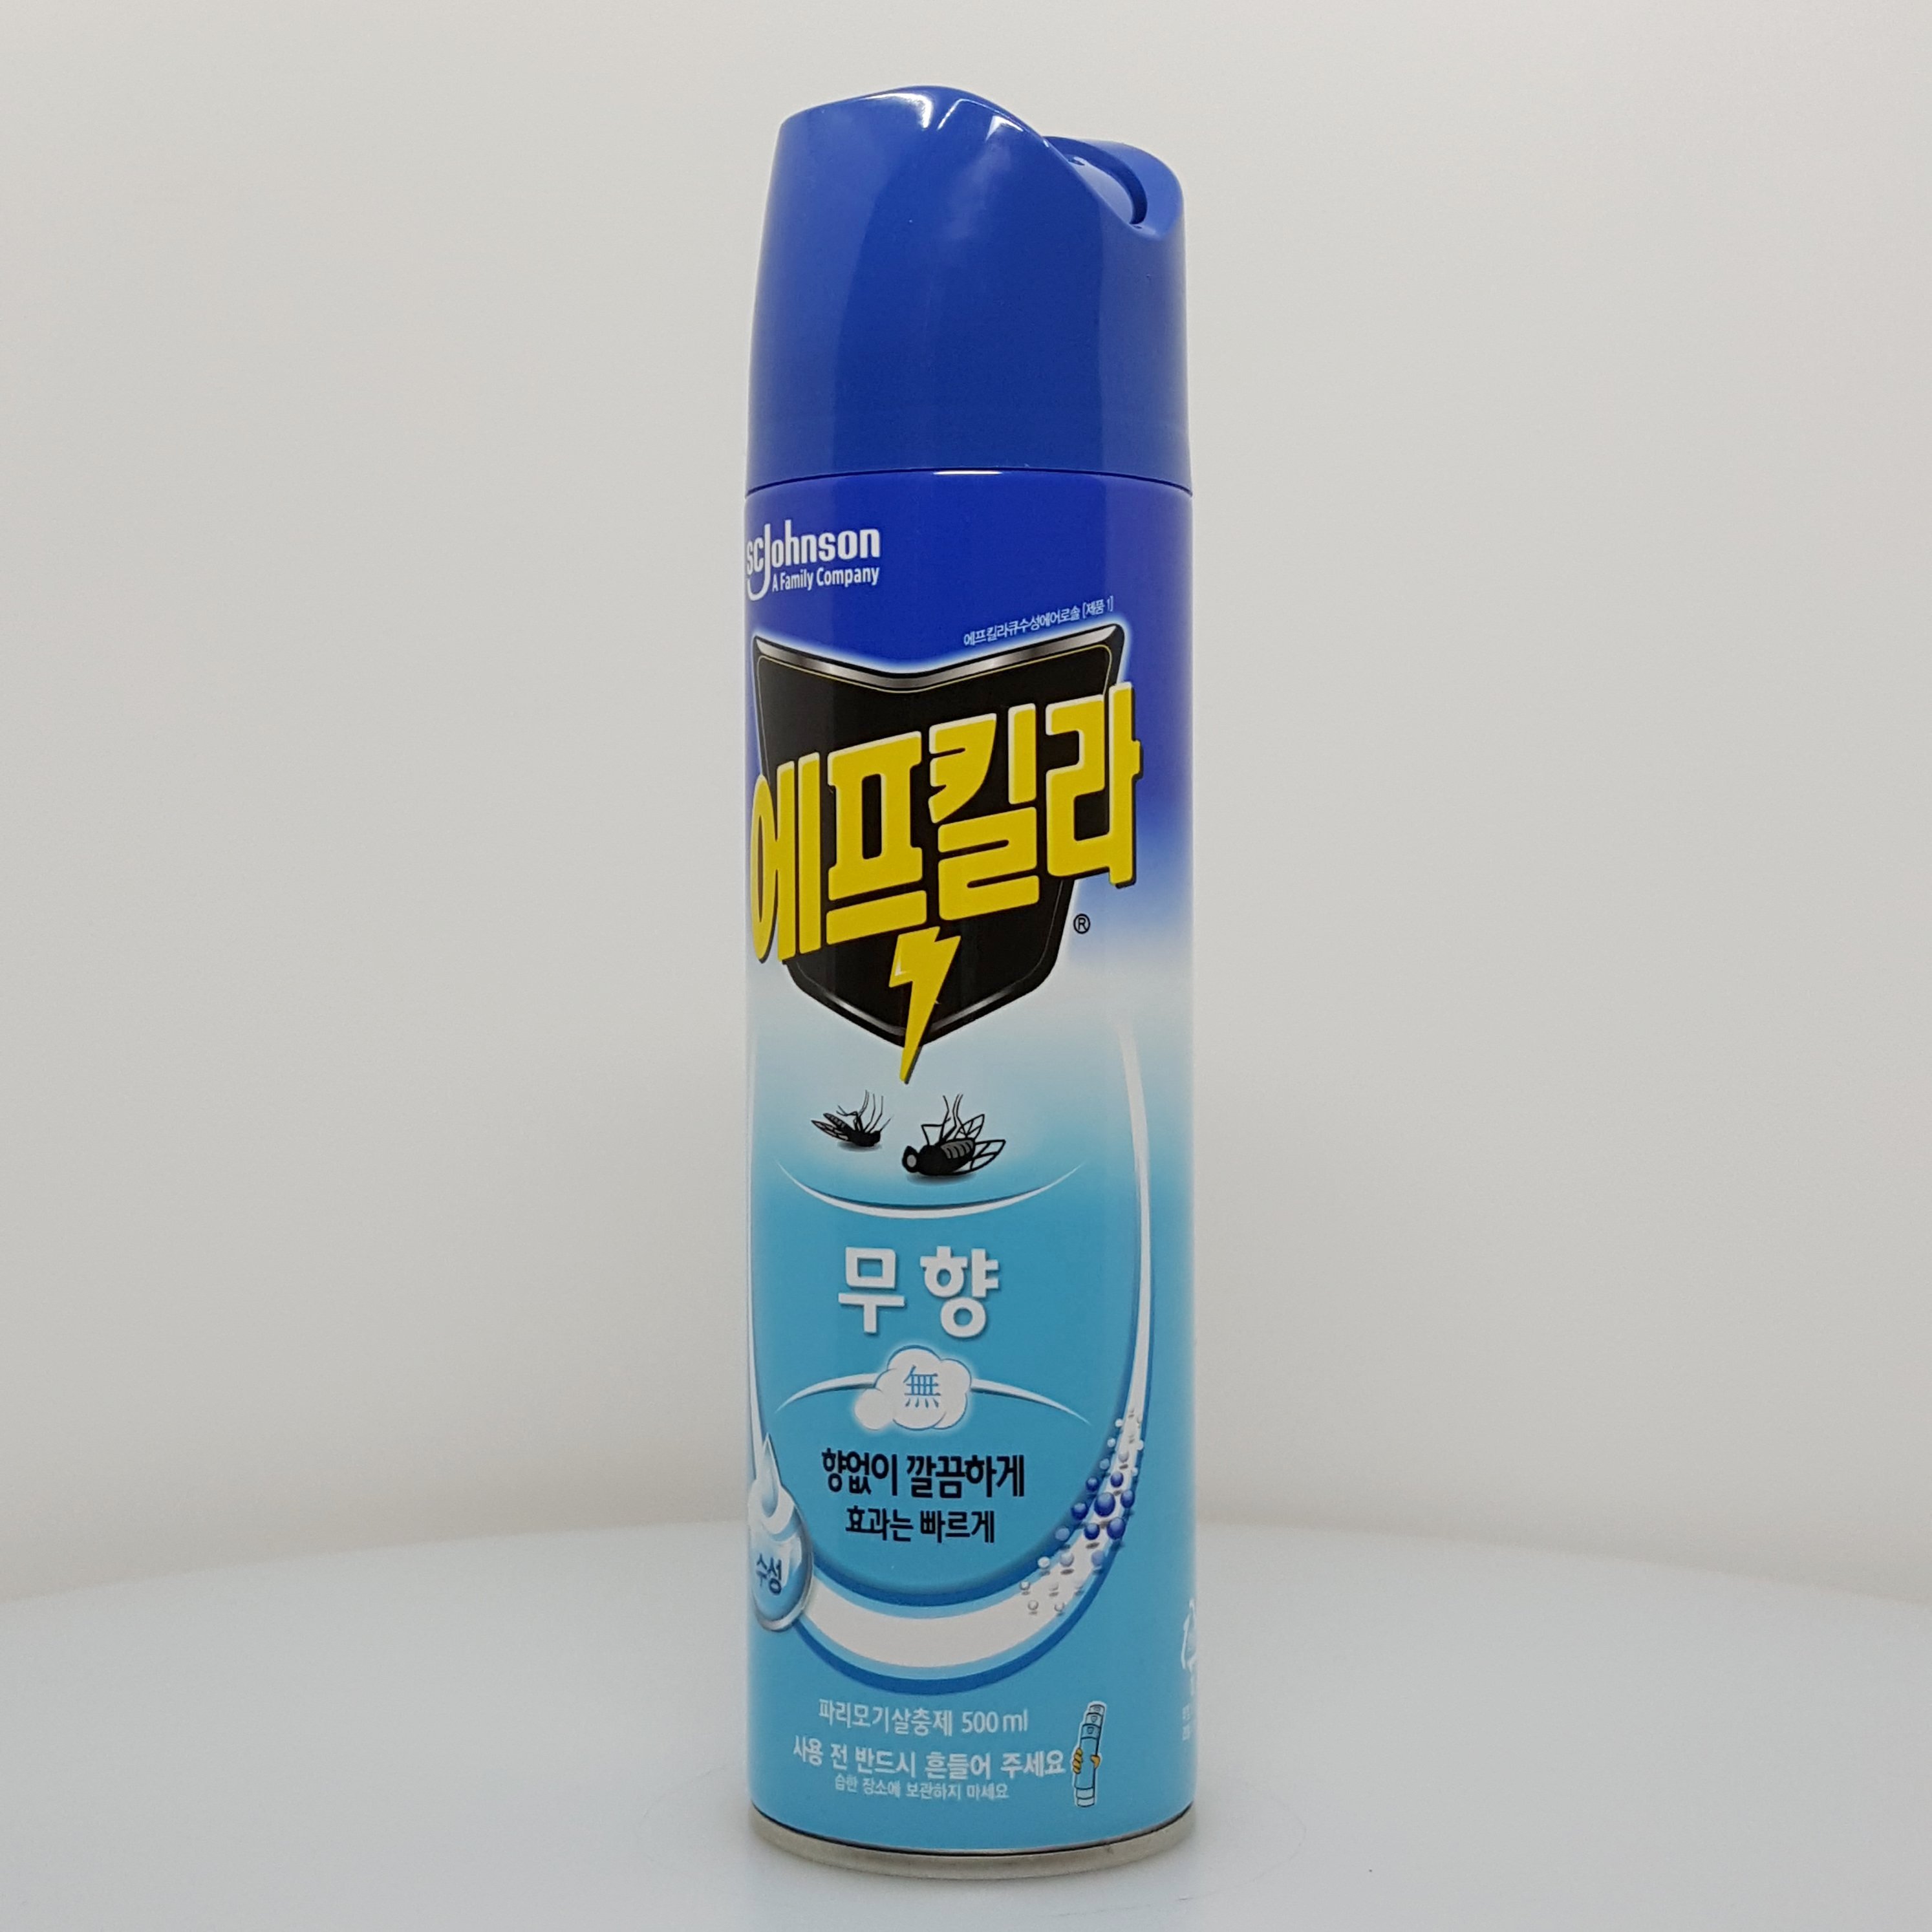 scJohnson
A Family Company
에프킬라큐수성에어로솔 [제품 1]
에프킬라
®
무향
無
향없이 깔끔하게
효과는 빠르게
수성
파리모기살충제 500 ml
사용 전 반드시 흔들어 주세요
습한 장소에 보관하지 마세요